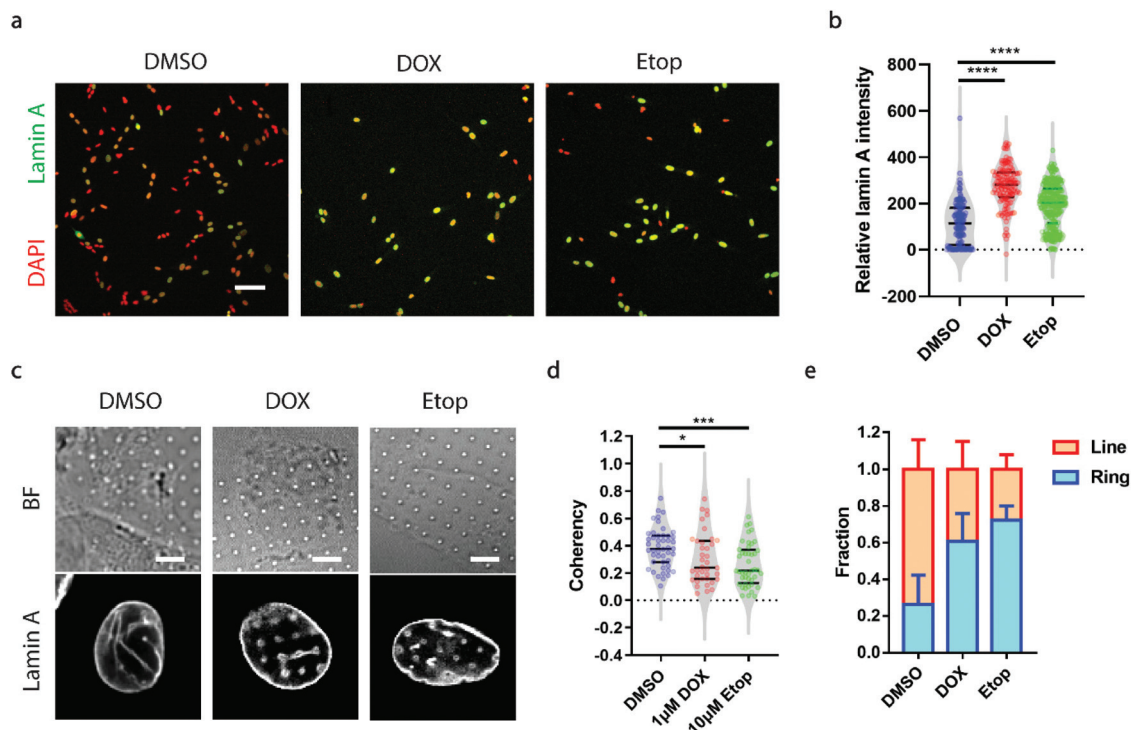 a
DMSO
DOX
Etop
Lamin A
DAPI
b
****
****
Relative lamin A intensity
800
600
400
200
0
-200
DMSO
DOX
Etop
c
DMSO
DOX
Etop
BF
Lamin A
d
***
*
Coherency
1.2
1.0
0.8
0.6
0.4
0.2
0.0
-0.2
-0.4
DMSO
1μM DOX
10μM Etop
e
Line
Ring
Fraction
1.2
1.0
0.8
0.6
0.4
0.2
0.0
DMSO
DOX
Etop